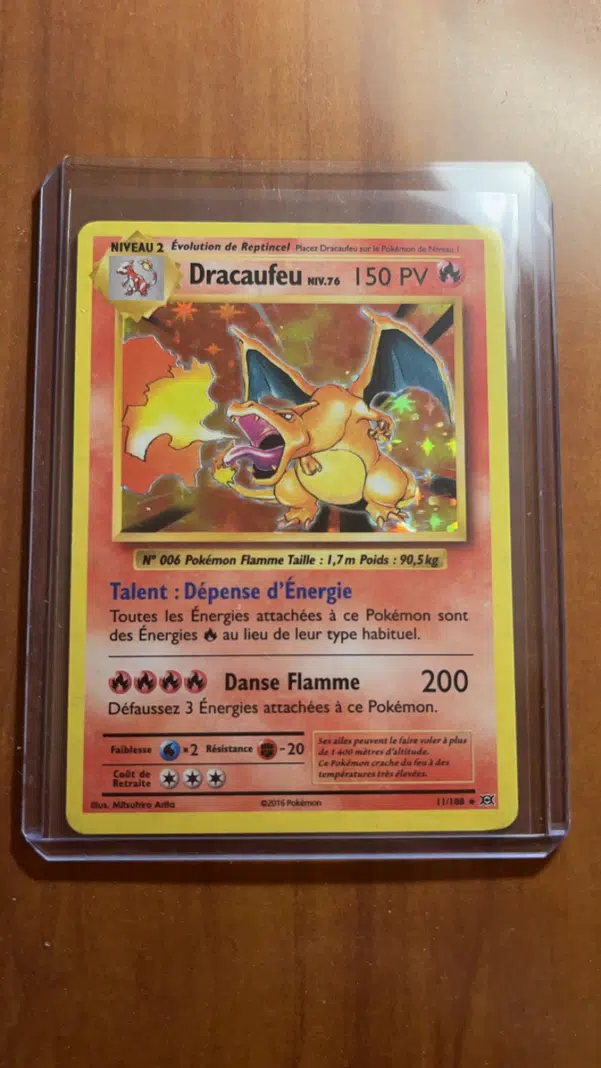 NIVEAU 2 Évolution de Reptincel Placez Dracaufeu sur le Pokémon de Niveau 1
Dracaufeu NIV.76 150 PV
N° 006 Pokémon Flamme Taille : 1,7 m Poids : 90,5 kg
Talent : Dépense d'Énergie
Toutes les Énergies attachées à ce Pokémon sont
des Énergies au lieu de leur type habituel.
Danse Flamme 200
Défaussez 3 Énergies attachées à ce Pokémon.
Faiblesse ×2 Résistance -20
Coût de
Retraite
Ses ailes peuvent le faire voler à plus
de 1 400 mètres d'altitude.
Ce Pokémon crache du feu à des
températures très élevées.
Illus. Mitsuhiro Arita ©2016 Pokémon 11/108